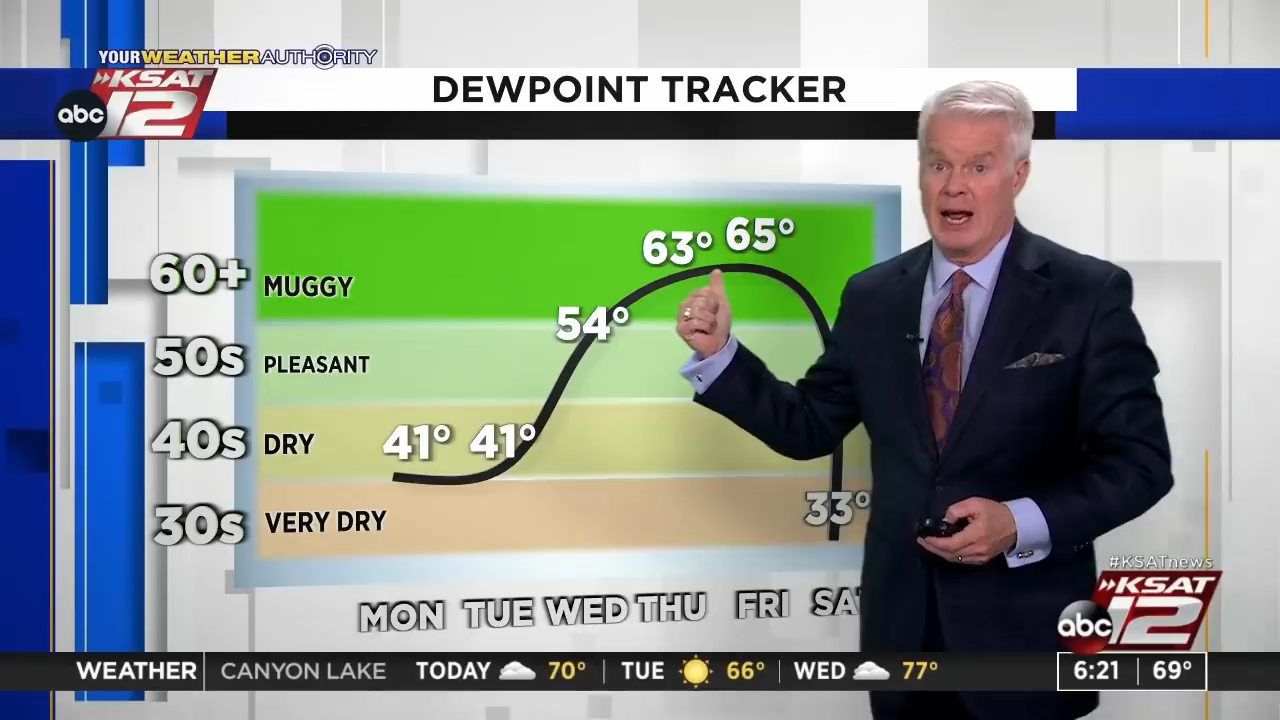 YOUR WEATHER AUTHORITY
KSAT
abc 12
DEWPOINT TRACKER
63° 65°
60+ MUGGY
54°
50s PLEASANT
40s DRY 41° 41°
30s VERY DRY 33°
MON TUE WED THU FRI SA
#KSATnews
KSAT
abc 12
WEATHER CANYON LAKE TODAY 70° TUE 66° WED 77° 6:21 69°